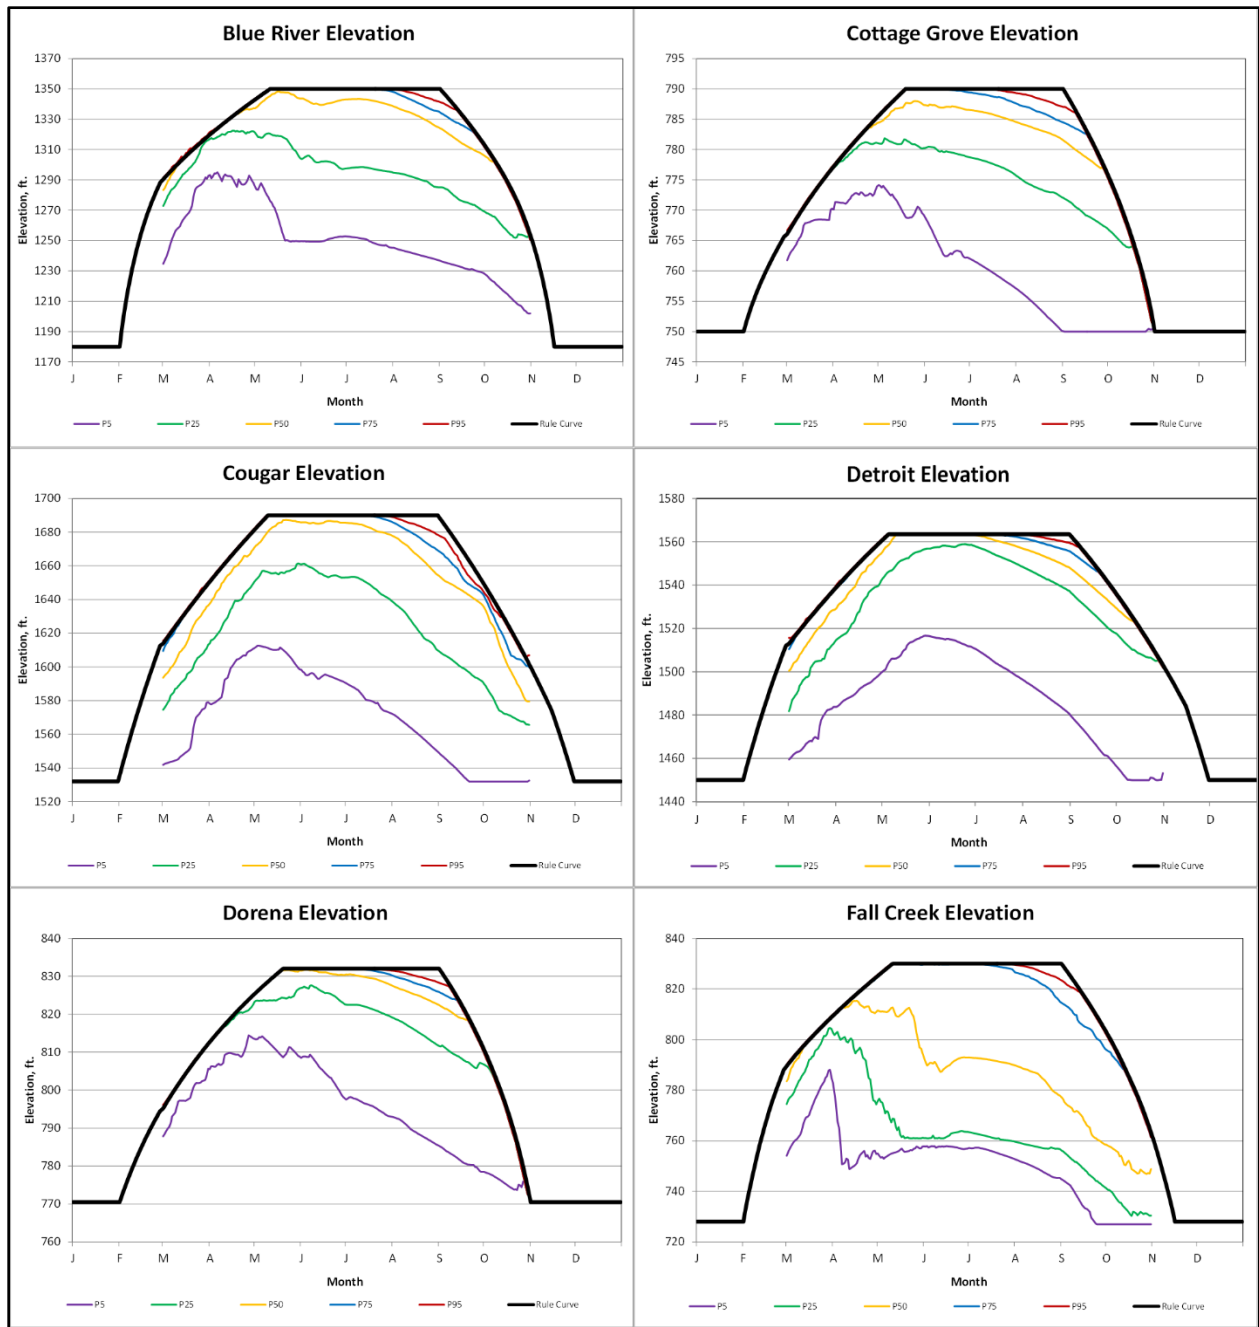 Blue River Elevation
Elevation, ft.
1370
1350
1330
1310
1290
1270
1250
1230
1210
1190
1170
J F M A M J J A S O N D
Month
P5 P25 P50 P75 P95 Rule Curve
Cottage Grove Elevation
Elevation, ft.
795
790
785
780
775
770
765
760
755
750
745
J F M A M J J A S O N D
Month
P5 P25 P50 P75 P95 Rule Curve
Cougar Elevation
Elevation, ft.
1700
1680
1660
1640
1620
1600
1580
1560
1540
1520
J F M A M J J A S O N D
Month
P5 P25 P50 P75 P95 Rule Curve
Detroit Elevation
Elevation, ft.
1580
1560
1540
1520
1500
1480
1460
1440
J F M A M J J A S O N D
Month
P5 P25 P50 P75 P95 Rule Curve
Dorena Elevation
Elevation, ft.
840
830
820
810
800
790
780
770
760
J F M A M J J A S O N D
Month
P5 P25 P50 P75 P95 Rule Curve
Fall Creek Elevation
Elevation, ft.
840
820
800
780
760
740
720
J F M A M J J A S O N D
Month
P5 P25 P50 P75 P95 Rule Curve